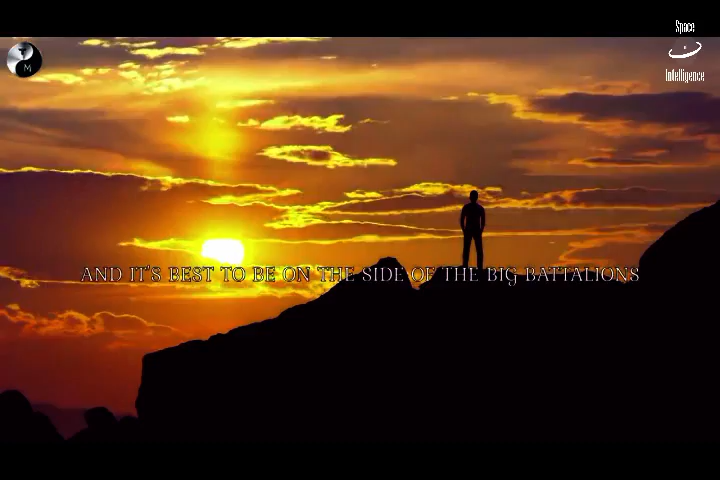 Space
T
M
Intelligence
AND IT'S BEST TO BE ON THE SIDE OF THE BIG BATTALIONS